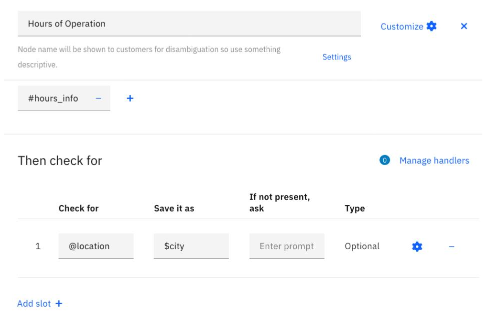 Hours of Operation
Customize
Node name will be shown to customers for disambiguation so use something
descriptive.
Settings
#hours_info
Then check for
0 Manage handlers
Check for Save it as If not present, ask Type
1 @location $city Enter prompt Optional
Add slot +